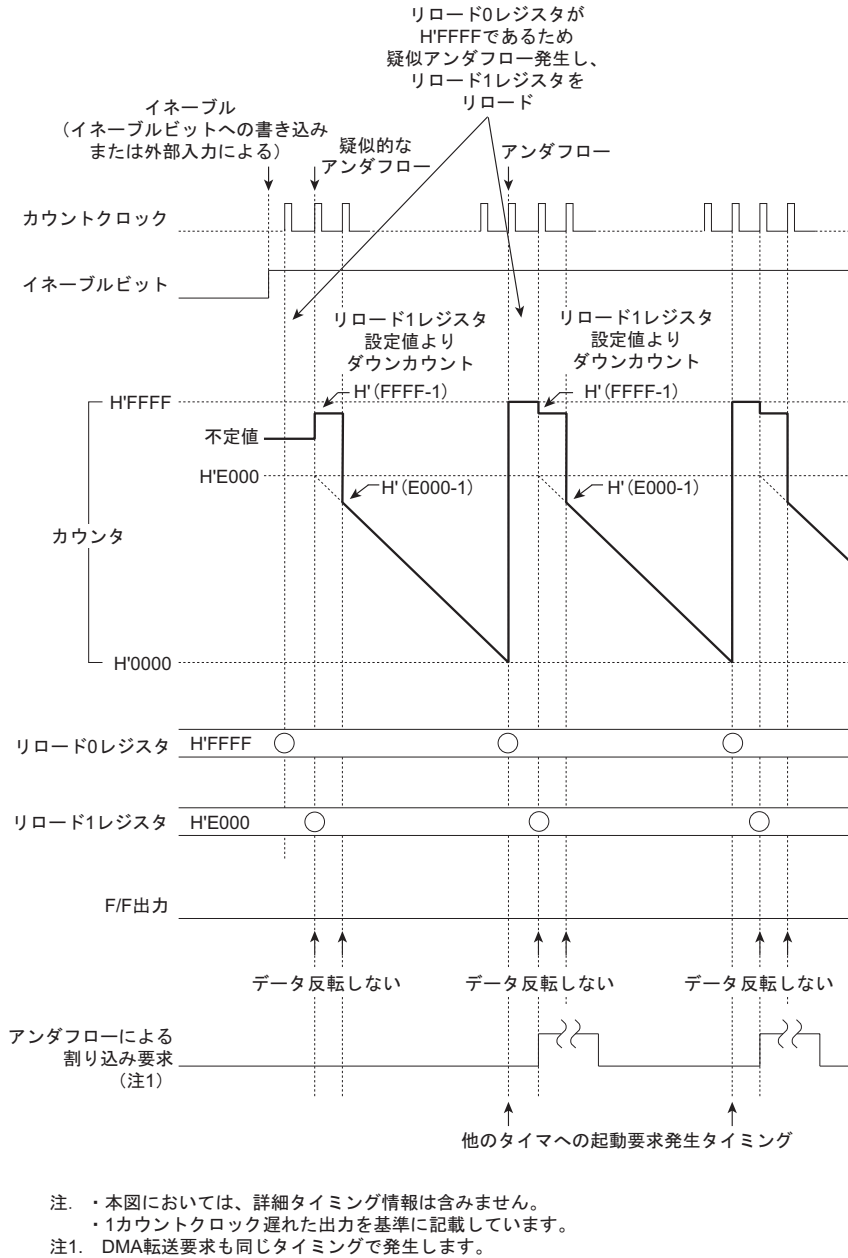 リロード0レジスタが
H'FFFFであるため
疑似アンダフロー発生し、
リロード1レジスタを
リロード
イネーブル
(イネーブルビットへの書き込み
または外部入力による)
疑似的な
アンダフロー
アンダフロー
カウントクロック
イネーブルビット
リロード1レジスタ
設定値より
ダウンカウント
リロード1レジスタ
設定値より
ダウンカウント
H'FFFF
H'(FFFF-1)
H'(FFFF-1)
不定値
H'E000
H'(E000-1)
H'(E000-1)
カウンタ
H'0000
リロード0レジスタ H'FFFF
リロード1レジスタ H'E000
F/F出力
データ反転しない データ反転しない データ反転しない
アンダフローによる
割り込み要求
(注1)
他のタイマへの起動要求発生タイミング
注. ・本図においては、詳細タイミング情報は含みません。
・1カウントクロック遅れた出力を基準に記載しています。
注1. DMA転送要求も同じタイミングで発生します。